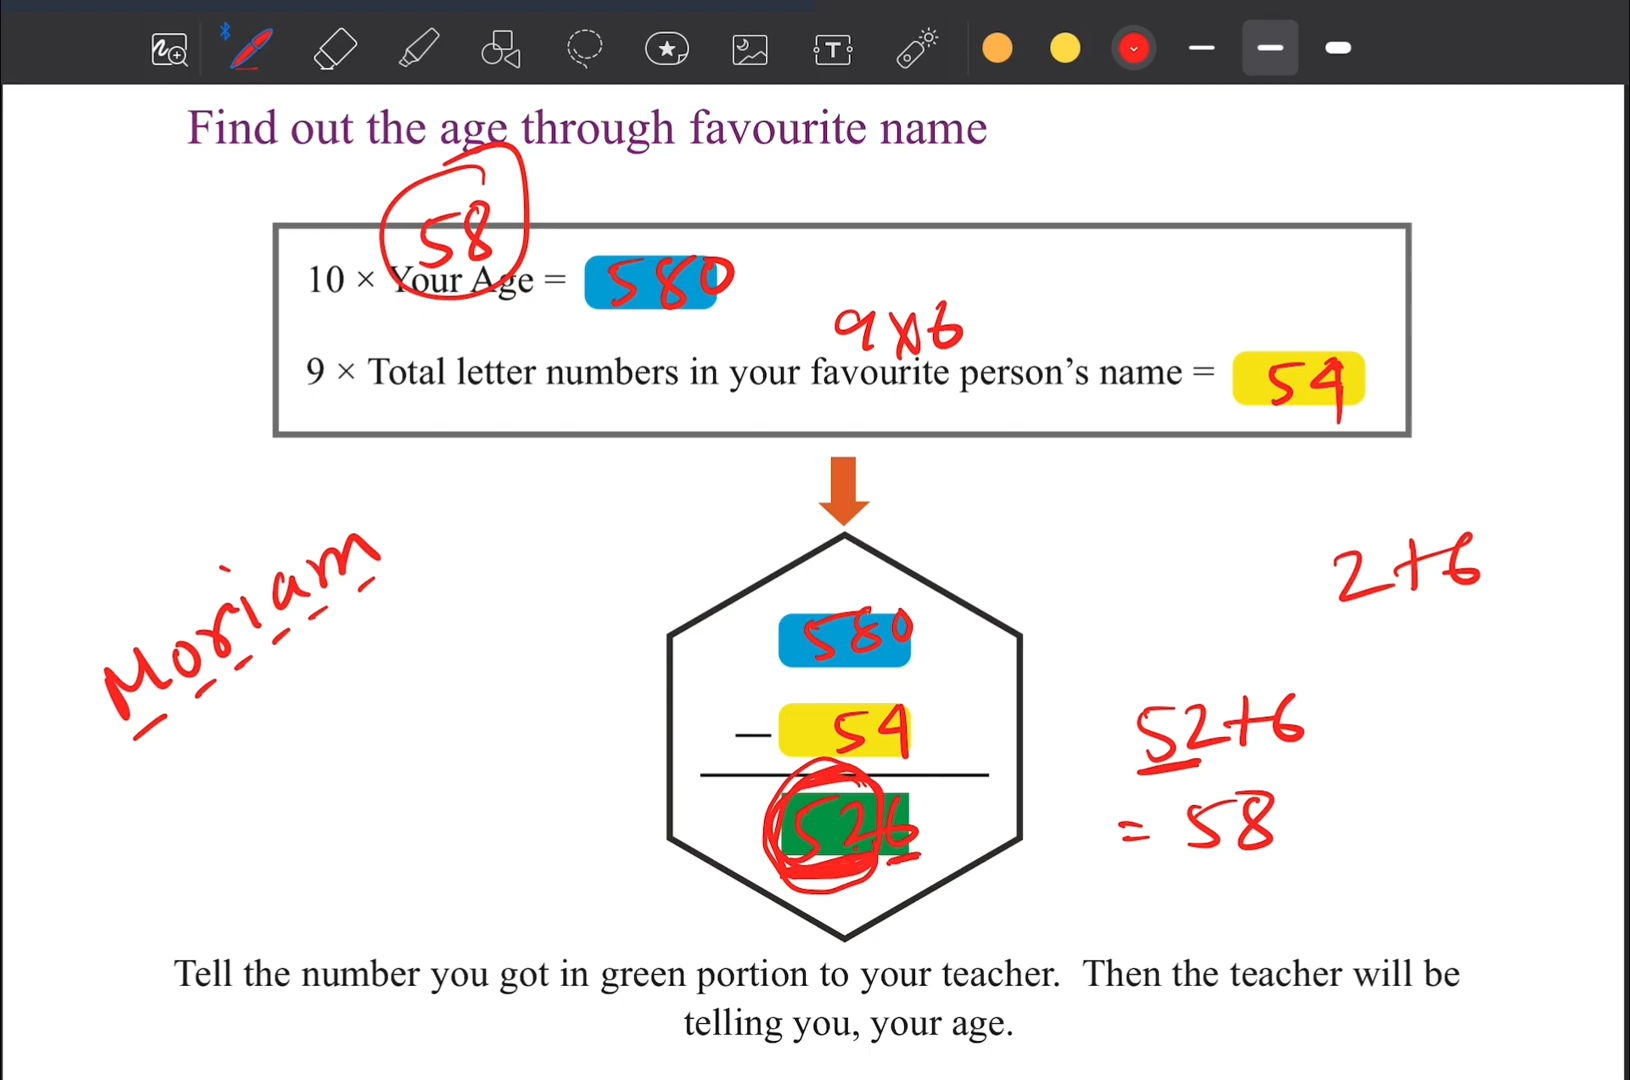 Find out the age through favourite name
58
10 × Your Age = 580
9x6
9 × Total letter numbers in your favourite person's name = 54
Moriam
2+6
580
– 54
526
52+6
= 58
Tell the number you got in green portion to your teacher. Then the teacher will be
telling you, your age.